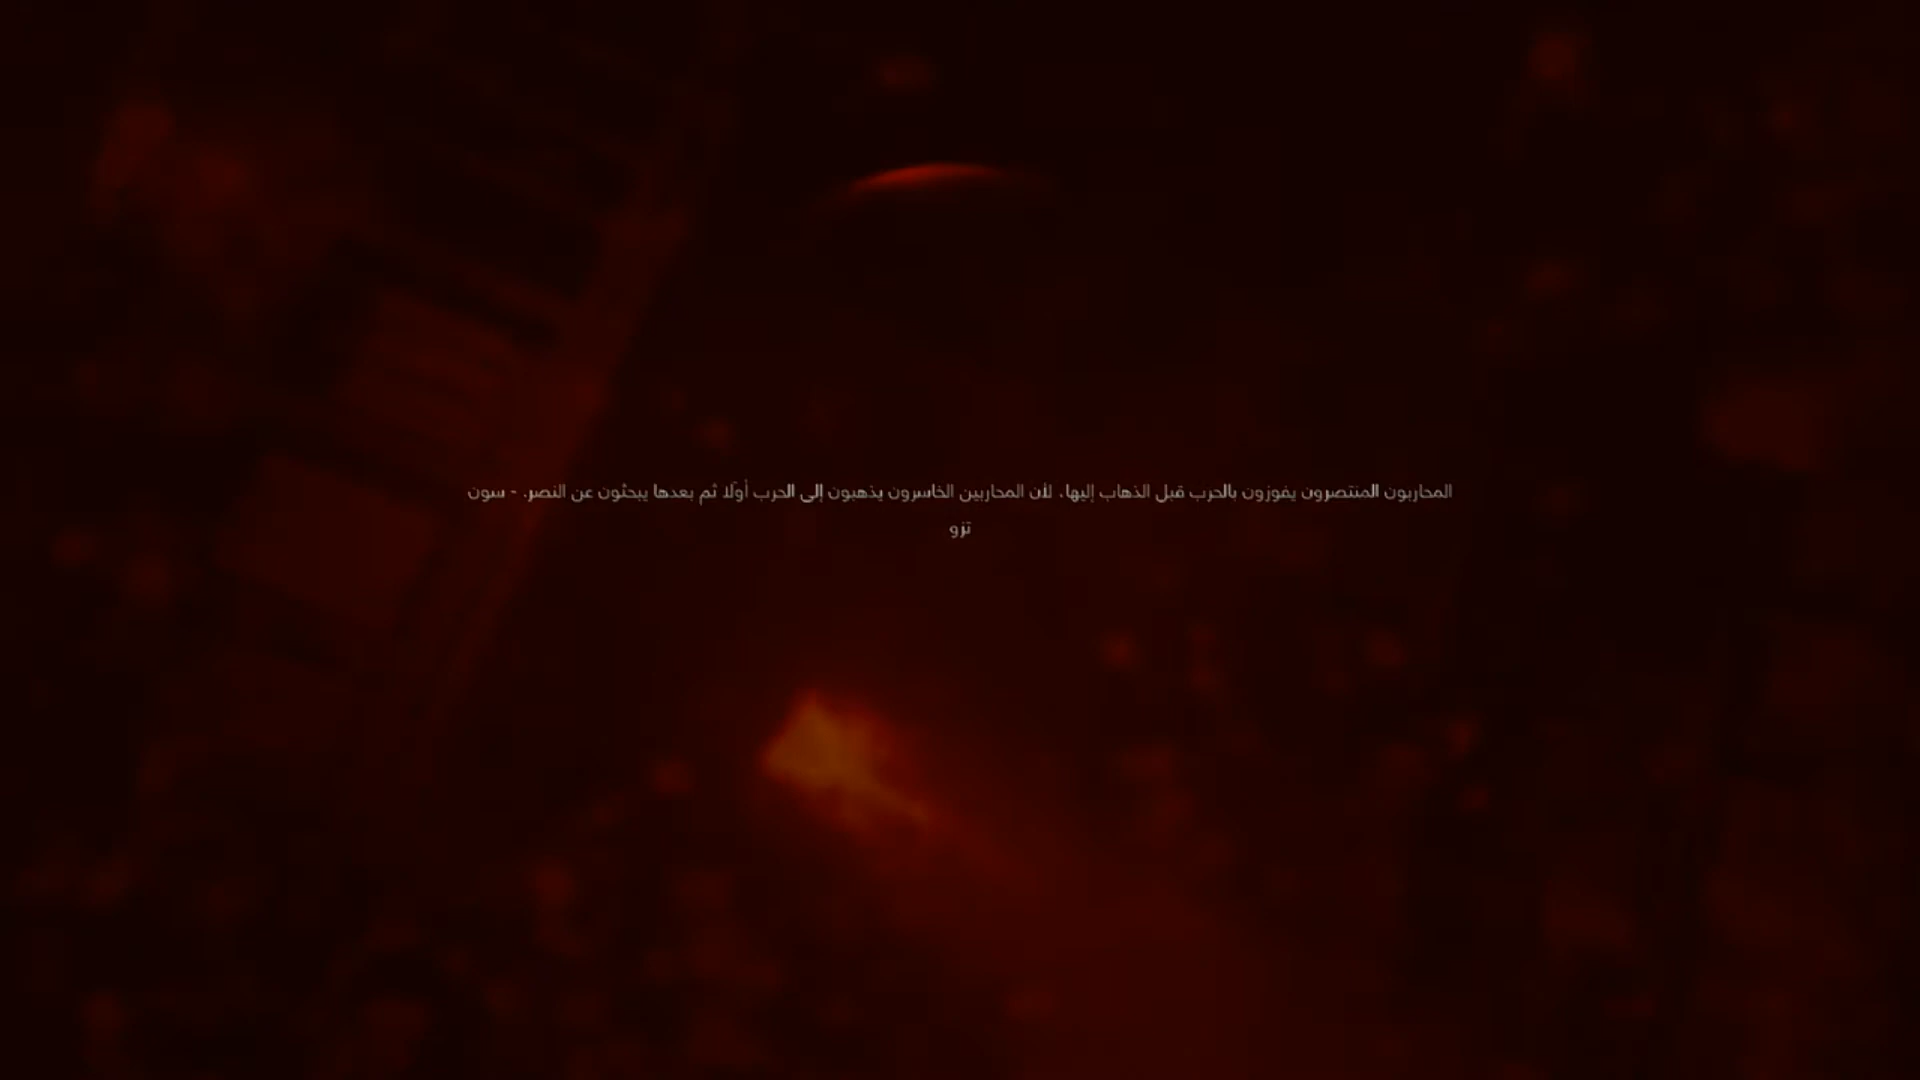 المحاربون المنتصرون يفوزون بالحرب قبل الذهاب إليها، لأن المحاربين الخاسرون يذهبون إلى الحرب أولًا ثم بعدها يبحثون عن النصر. - سون
تزو